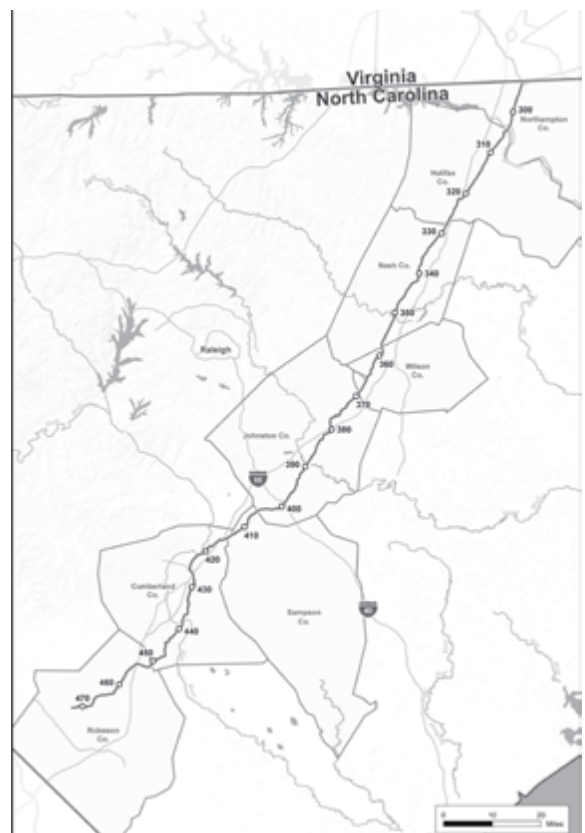 Virginia
North Carolina
300
Northampton
Co.
310
Halifax
Co.
320
330
Nash Co.
340
350
Raleigh
360
Wilson
Co.
370
380
Johnston Co.
390
95
400
410
420
Cumberland
Co.
430
Sampson
Co.
40
440
450
460
470
Robeson
Co.
0 10 20
Miles